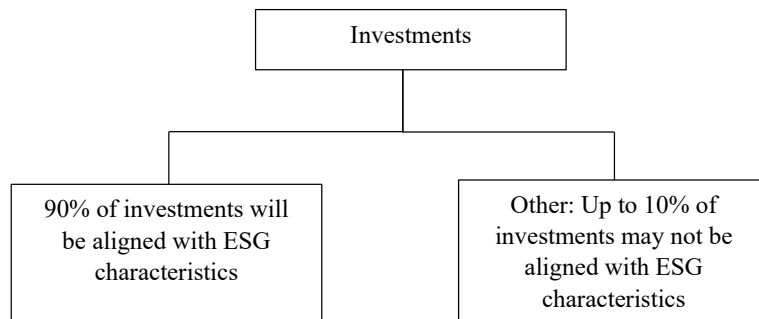 Investments
90% of investments will
be aligned with ESG
characteristics
Other: Up to 10% of
investments may not be
aligned with ESG
characteristics